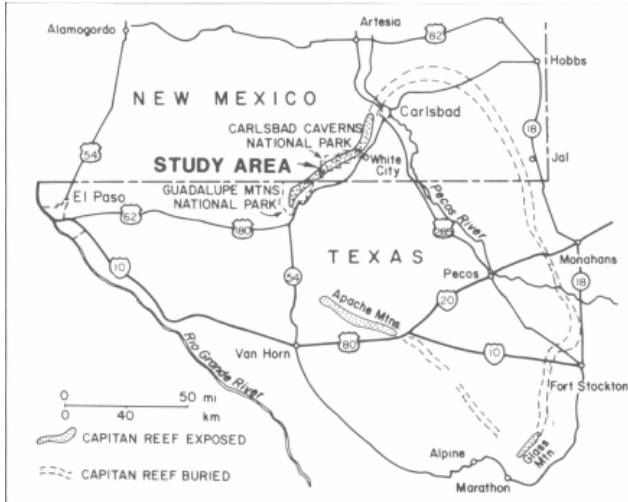 Alamogordo
Artesia
82
Hobbs
NEW MEXICO
Carlsbad
CARLSBAD CAVERNS
NATIONAL PARK
18
54
STUDY AREA
White
City
Jal
El Paso
GUADALUPE MTNS
NATIONAL PARK
62
180
Pecos River
285
TEXAS
Monahans
10
54
Pecos
20
18
Apache Mtns
Rio Grande River
Van Horn
80
10
Fort Stockton
0 50 mi
0 40 km
CAPITAN REEF EXPOSED
Alpine
Glass
Mtn
CAPITAN REEF BURIED
Marathon